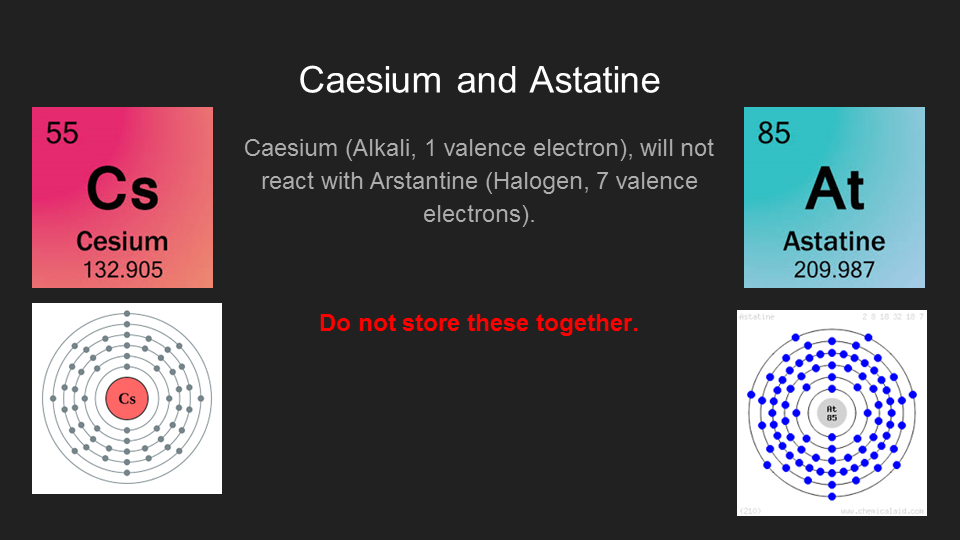 Caesium and Astatine
55
Cs
Cesium
132.905
Caesium (Alkali, 1 valence electron), will not
react with Arstantine (Halogen, 7 valence
electrons).
85
At
Astatine
209.987
Do not store these together.
Cs
Astatine 2 8 18 32 18 7
At
85
(210) www.chemicalaid.com